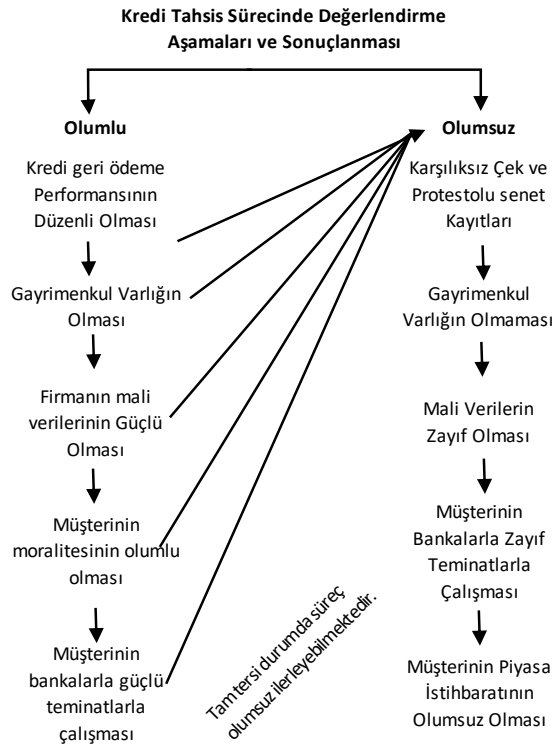 Kredi Tahsis Sürecinde Değerlendirme
Aşamaları ve Sonuçlanması
Olumlu
Kredi geri ödeme
Performansının
Düzenli Olması
Gayrimenkul Varlığın
Olması
Firmanın mali
verilerinin Güçlü
Olması
Müşterinin
moralitesinin olumlu
olması
Müşterinin
bankalarla güçlü
teminatlarla
çalışması
Tam tersi durumda süreç
olumsuz ilerleyebilmektedir.
Olumsuz
Karşılıksız Çek ve
Protestolu senet
Kayıtları
Gayrimenkul
Varlığın Olmaması
Mali Verilerin
Zayıf Olması
Müşterinin
Bankalarla Zayıf
Teminatlarla
Çalışması
Müşterinin Piyasa
İstihbaratının
Olumsuz Olması